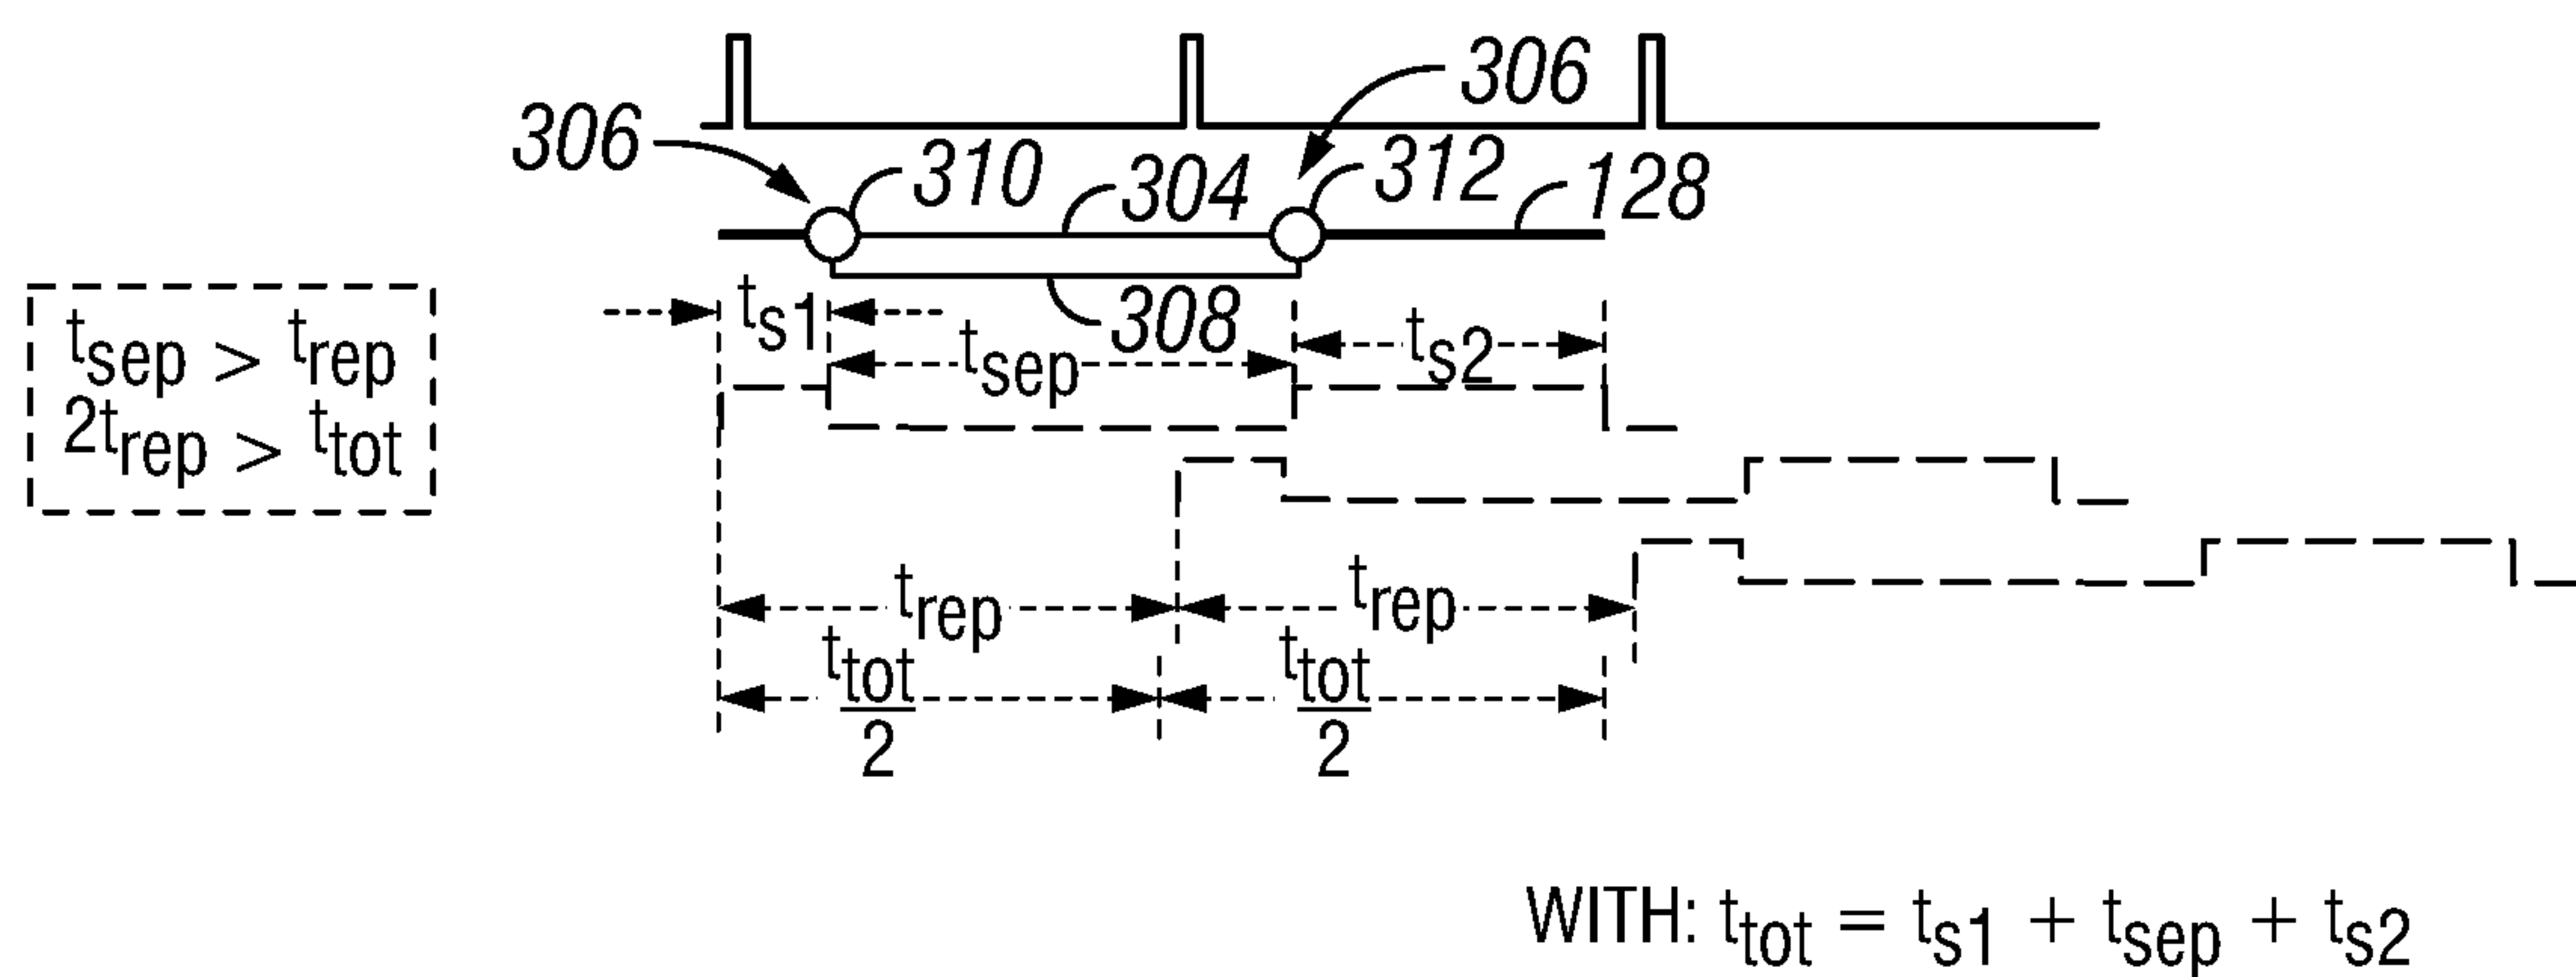 306
306
310
304
312
128
308
t_s1
t_sep
t_s2
t_sep > t_rep
2t_rep > t_tot
t_rep
t_rep
t_tot
2
t_tot
2
WITH: t_tot = t_s1 + t_sep + t_s2